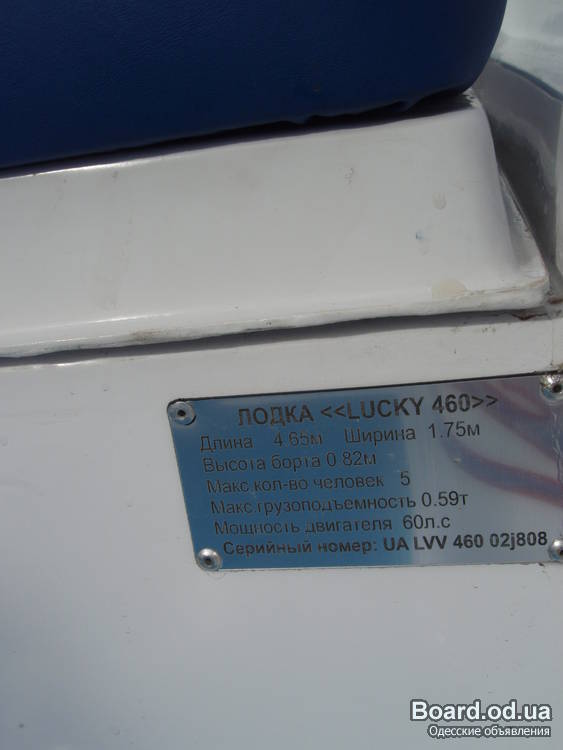 ЛОДКА <<LUCKY 460>>
Длина 4.65м Ширина 1.75м
Высота борта 0.82м
Макс.кол-во человек 5
Макс.грузоподъемность 0.59т
Мощность двигателя 60л.с
Серийный номер: UA LVV 460 02j808
Board.od.ua
Одесские объявления